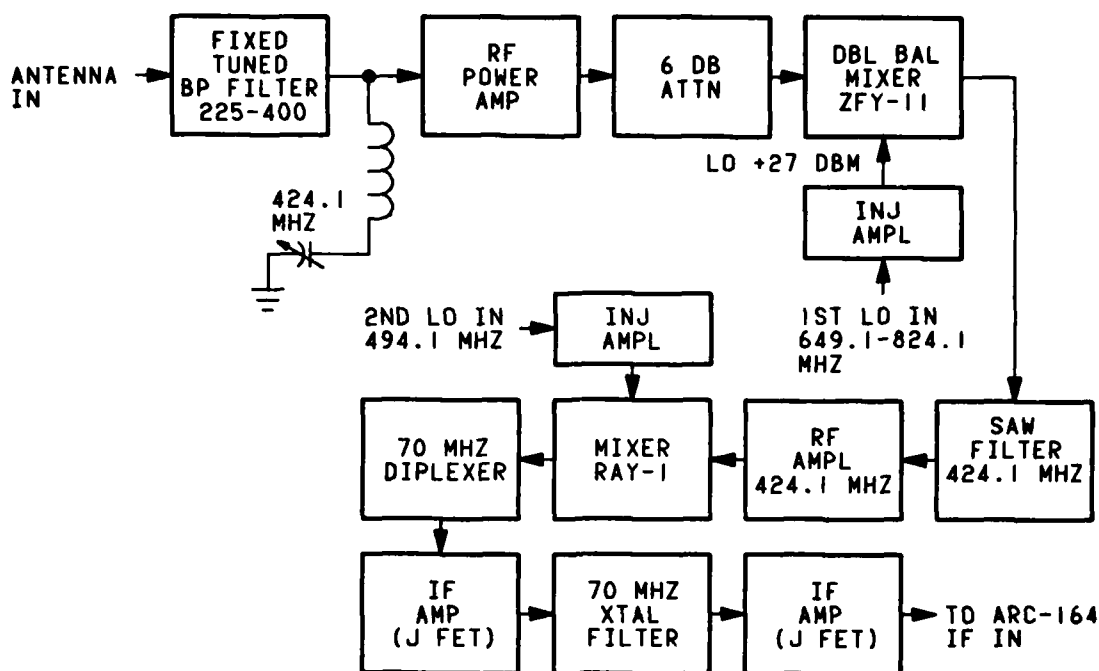 ANTENNA
IN
FIXED
TUNED
BP FILTER
225-400
RF
POWER
AMP
6 DB
ATTN
DBL BAL
MIXER
ZFY-11
LO +27 DBM
424.1
MHZ
INJ
AMPL
2ND LO IN
494.1 MHZ
INJ
AMPL
1ST LO IN
649.1-824.1
MHZ
70 MHZ
DIPLEXER
MIXER
RAY-1
RF
AMPL
424.1 MHZ
SAW
FILTER
424.1 MHZ
IF
AMP
(J FET)
70 MHZ
XTAL
FILTER
IF
AMP
(J FET)
TO ARC-164
IF IN